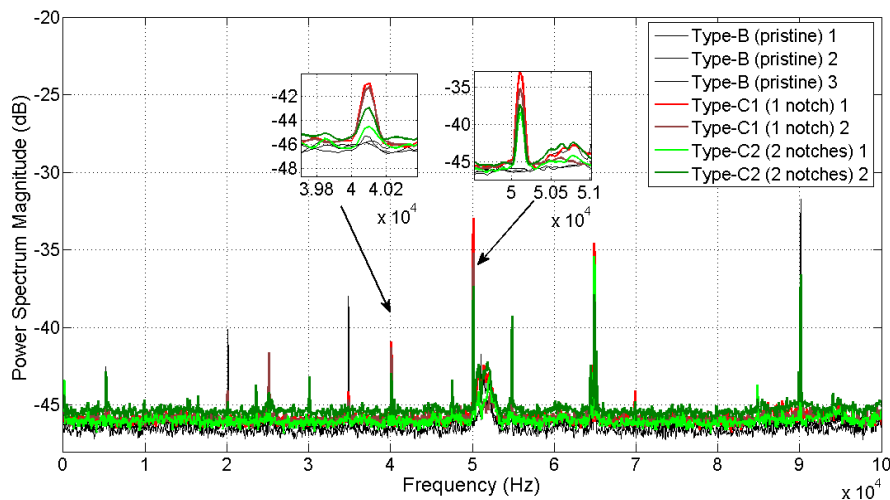 -15
-20
-25
-30
-35
-40
-45
Power Spectrum Magnitude (dB)
0 1 2 3 4 5 6 7 8 9 10
Frequency (Hz)
x 10^4
-42
-44
-46
-48
3.98 4 4.02
x 10^4
-35
-40
-45
5 5.05 5.1
x 10^4
Type-B (pristine) 1
Type-B (pristine) 2
Type-B (pristine) 3
Type-C1 (1 notch) 1
Type-C1 (1 notch) 2
Type-C2 (2 notches) 1
Type-C2 (2 notches) 2